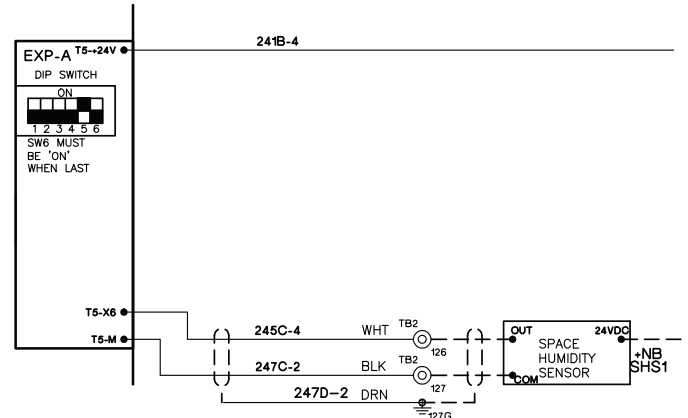 241B-4
EXP-A T5-+24V
DIP SWITCH
ON
1 2 3 4 5 6
SW6 MUST
BE 'ON'
WHEN LAST
T5-X6
T5-M
245C-4 WHT TB2
126
247C-2 BLK TB2
127
247D-2 DRN
127G
OUT 24VDC
SPACE
HUMIDITY
SENSOR
COM
+NB
SHS1